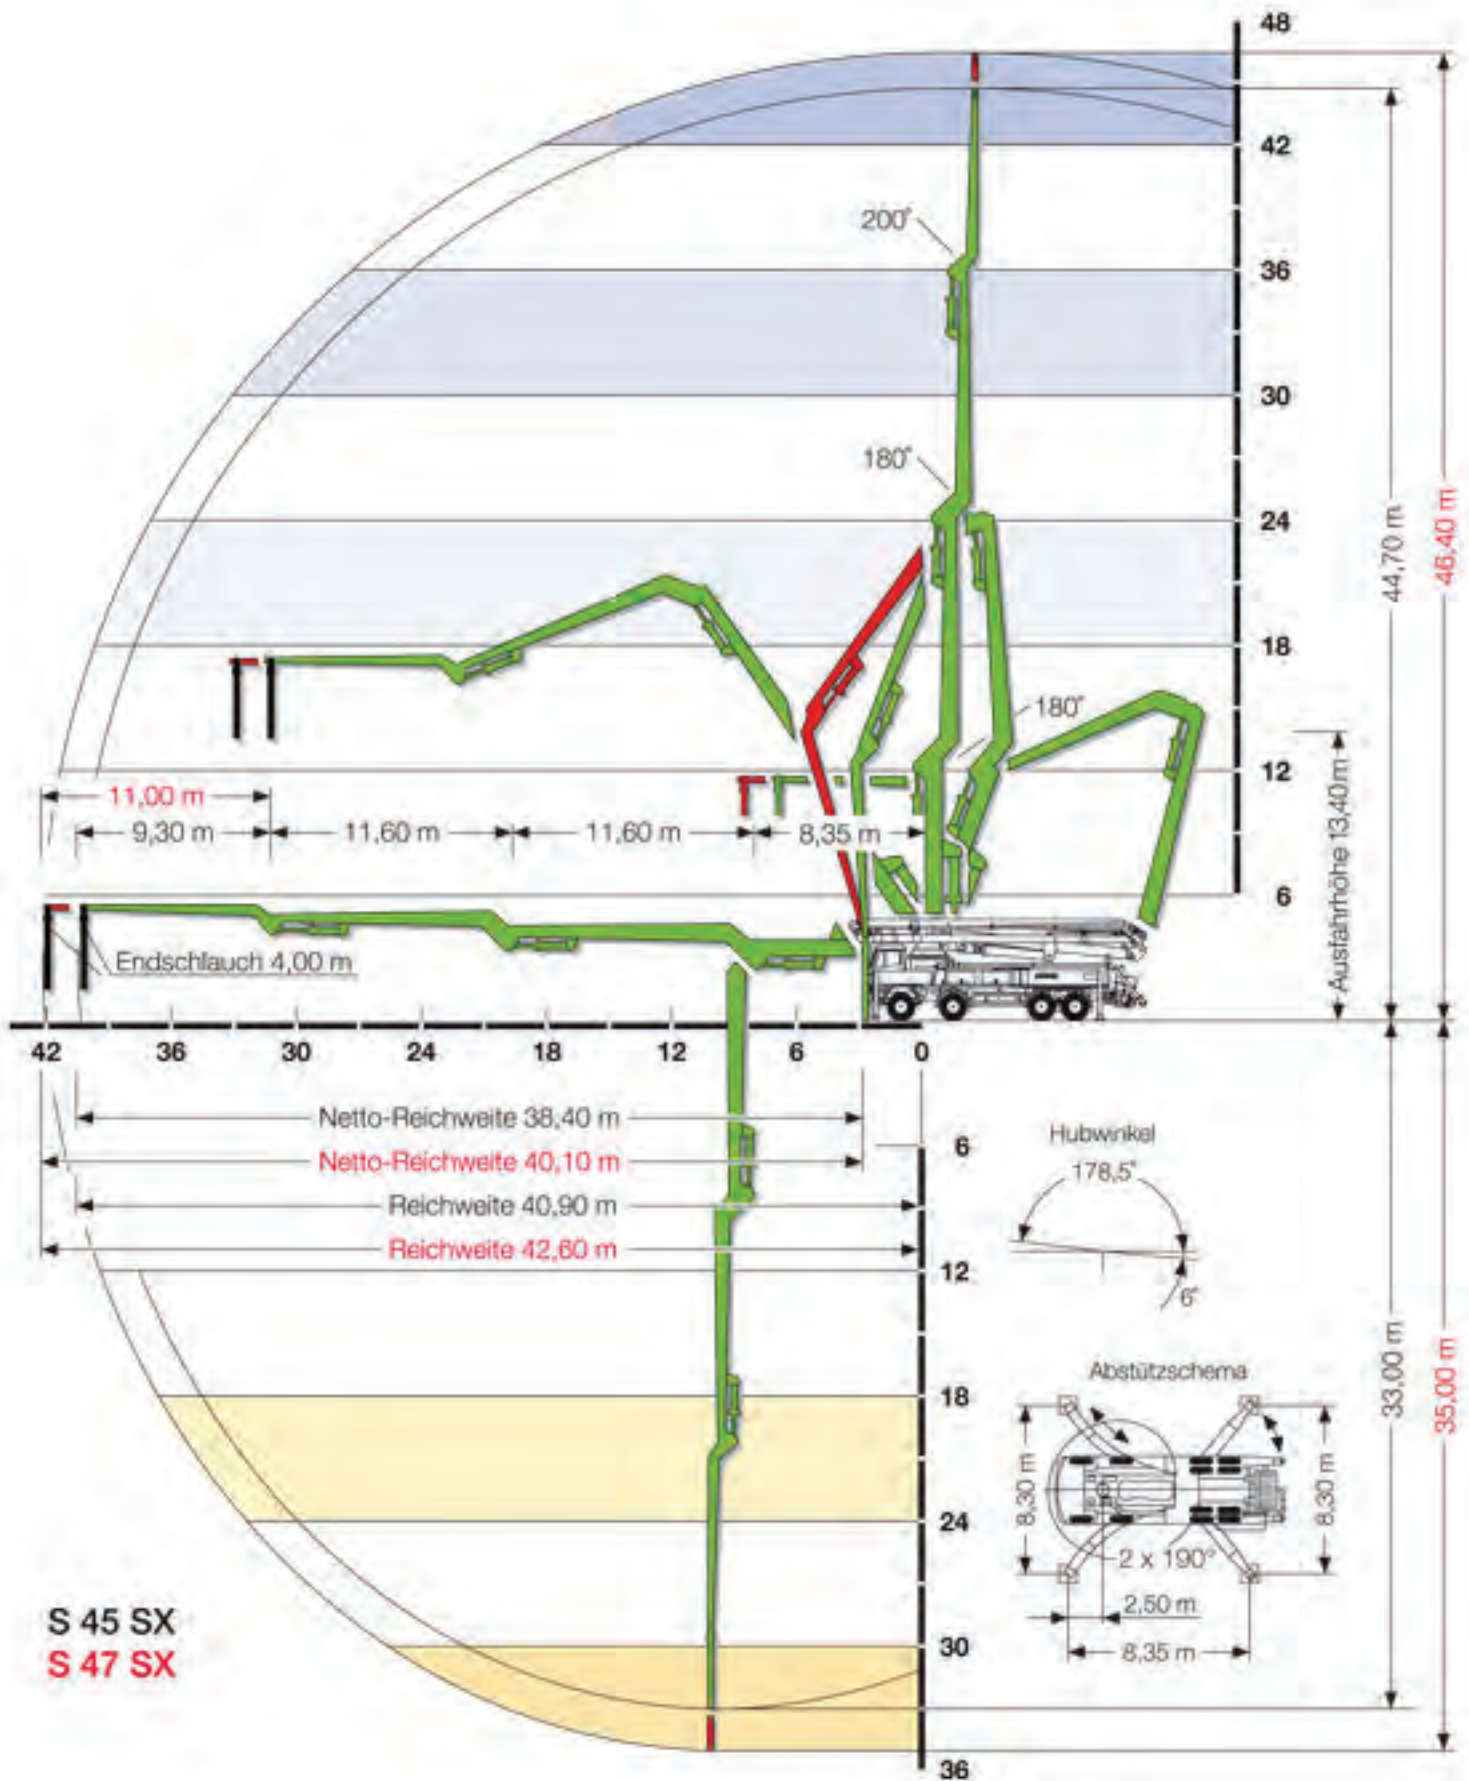 48
42
200°
36
30
180°
44,70 m
46,40 m
24
18
180°
12
11,00 m
9,30 m
11,60 m
11,60 m
8,35 m
Ausfahrhöhe 13,40m
6
Endschlauch 4,00 m
42
36
30
24
18
12
6
0
Netto-Reichweite 38,40 m
Netto-Reichweite 40,10 m
Reichweite 40,90 m
Reichweite 42,60 m
6
Hubwinkel
178,5°
12
6°
33,00 m
35,00 m
Abstützschema
18
8,30 m
8,30 m
24
2 x 190°
2,50 m
S 45 SX
30
8,35 m
S 47 SX
36